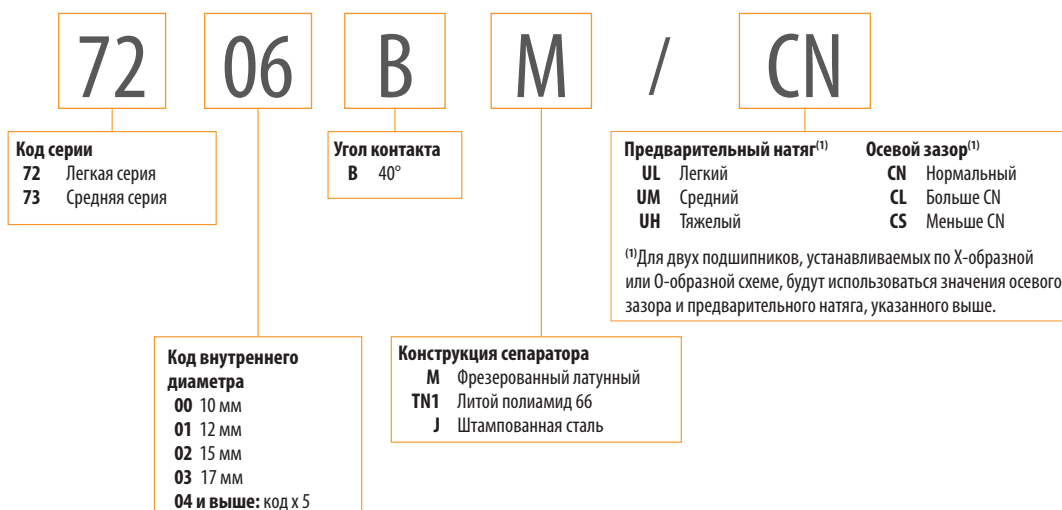 72 06 B M / CN
Код серии
72 Легкая серия
73 Средняя серия
Угол контакта
B 40°
Предварительный натяг(1)
UL Легкий
UM Средний
UH Тяжелый
Осевой зазор(1)
CN Нормальный
CL Больше CN
CS Меньше CN
(1)Для двух подшипников, устанавливаемых по Х-образной
или О-образной схеме, будут использоваться значения осевого
зазора и предварительного натяга, указанного выше.
Код внутреннего
диаметра
00 10 мм
01 12 мм
02 15 мм
03 17 мм
04 и выше: код x 5
Конструкция сепаратора
M Фрезерованный латунный
TN1 Литой полиамид 66
J Штампованная сталь